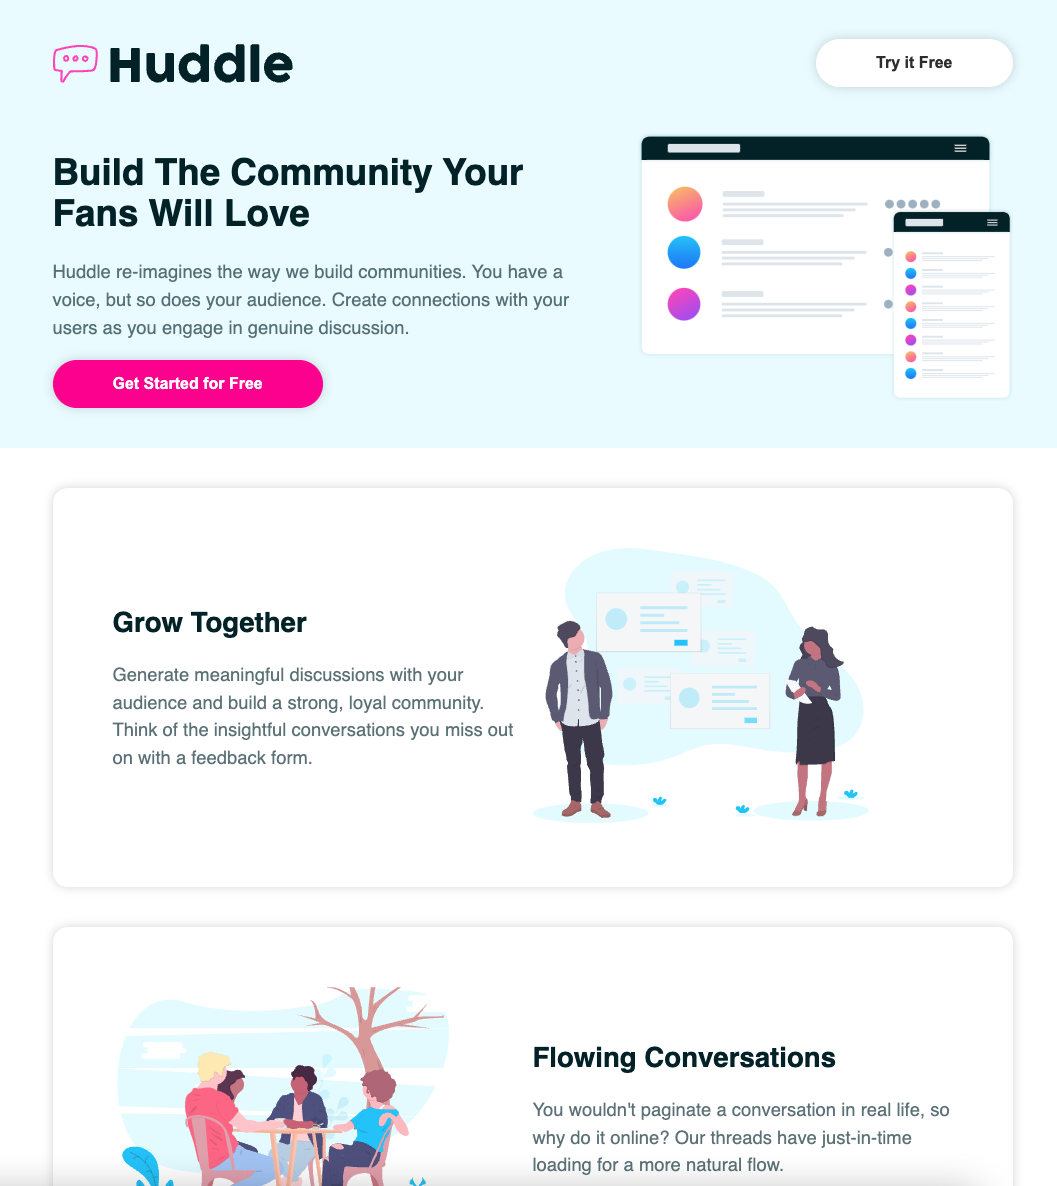 Huddle
Try it Free
Build The Community Your
Fans Will Love
Huddle re-imagines the way we build communities. You have a
voice, but so does your audience. Create connections with your
users as you engage in genuine discussion.
Get Started for Free
Grow Together
Generate meaningful discussions with your
audience and build a strong, loyal community.
Think of the insightful conversations you miss out
on with a feedback form.
Flowing Conversations
You wouldn't paginate a conversation in real life, so
why do it online? Our threads have just-in-time
loading for a more natural flow.